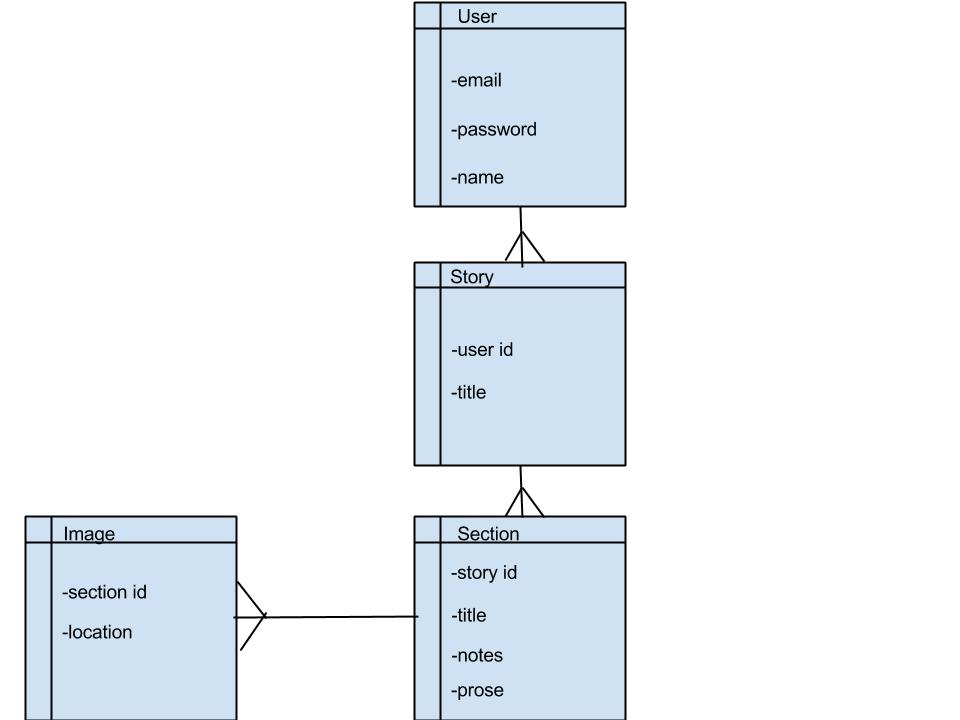 User
-email
-password
-name
Story
-user id
-title
Image
-section id
-location
Section
-story id
-title
-notes
-prose